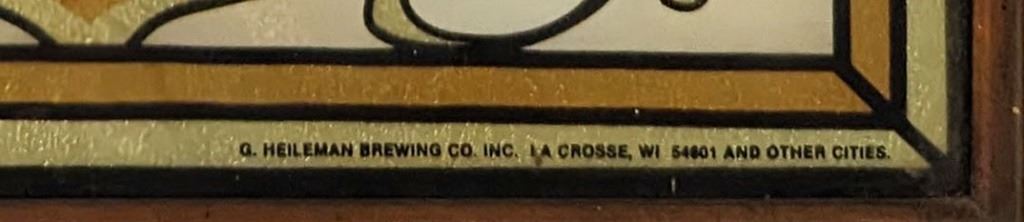 G. HEILEMAN BREWING CO. INC. LA CROSSE, WI 54601 AND OTHER CITIES.